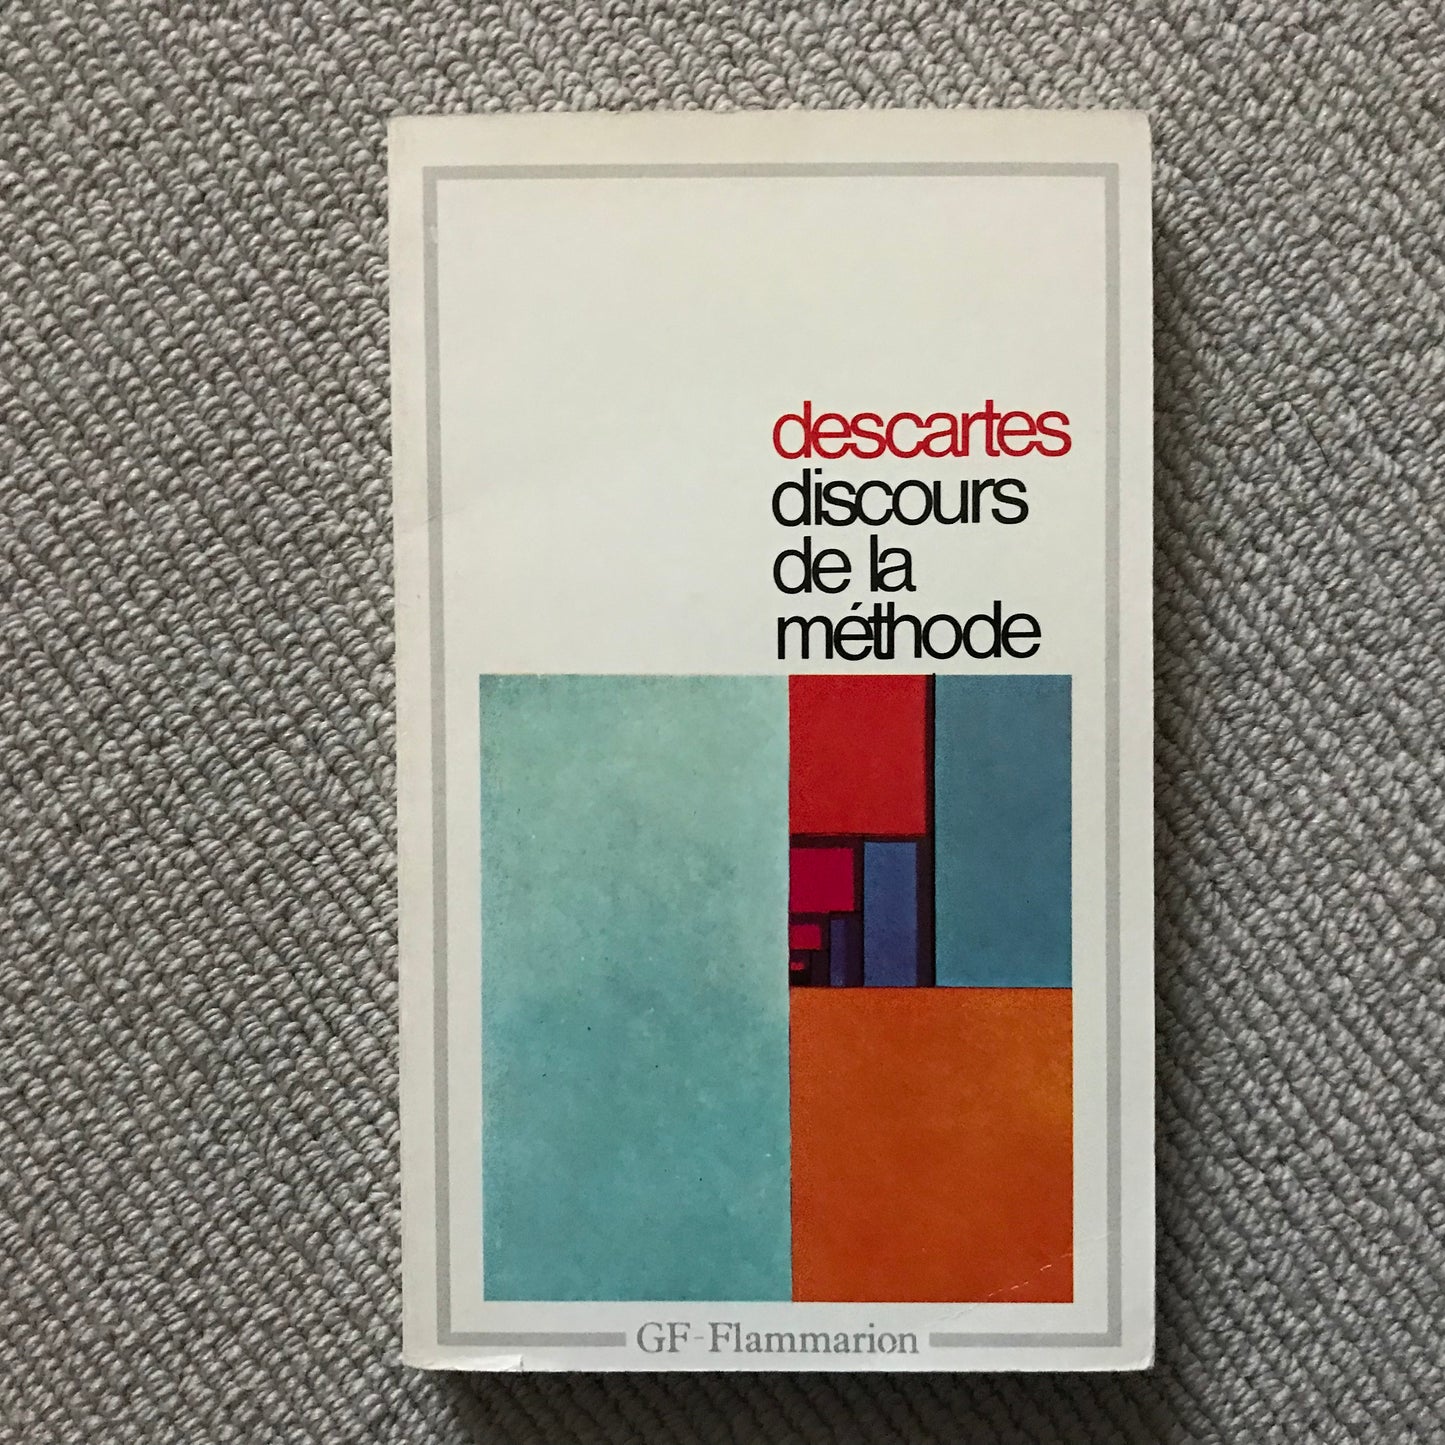 descartes
discours
de la
méthode
GF-Flammarion